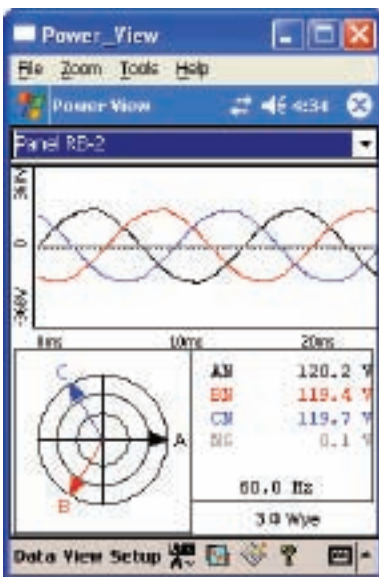 Power_View
File Zoom Tools Help
Power View 4:34
Panel RB-2
0
0ms 10ms 20ms
C
A
B
AN 120.2 V
BN 119.4 V
CN 119.7 V
NG 0.1 V
60.0 Hz
3Φ Wye
Data View Setup